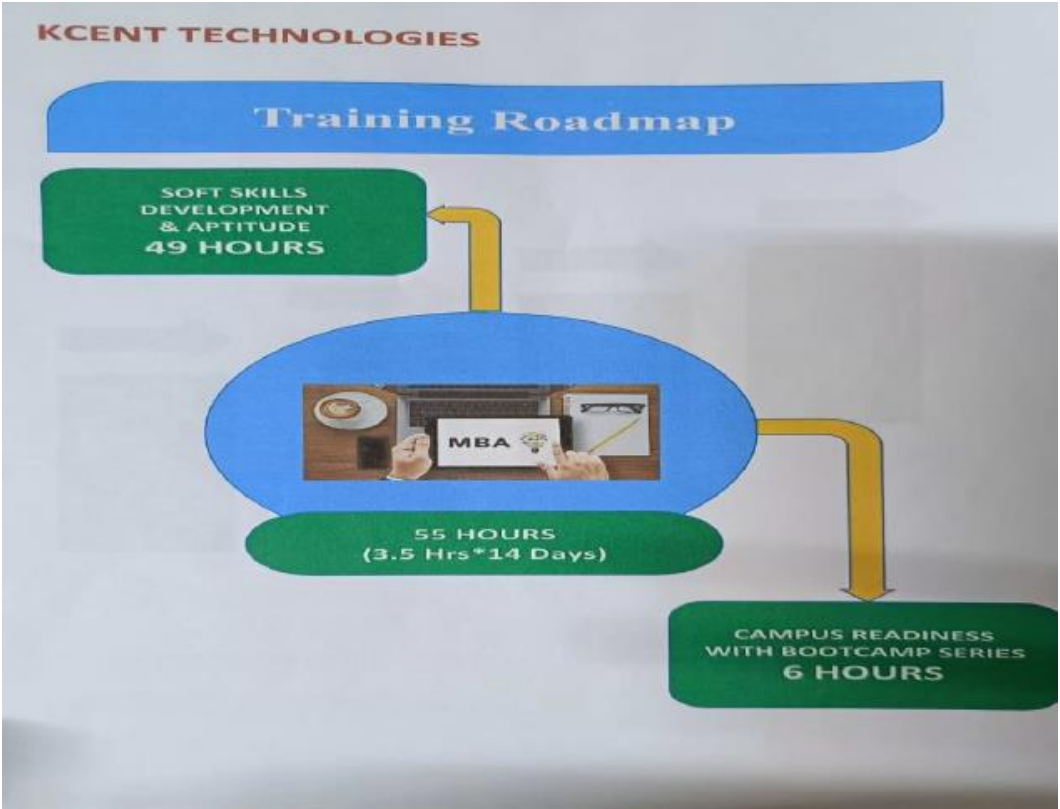 KCENT TECHNOLOGIES
Training Roadmap
SOFT SKILLS
DEVELOPMENT
& APTITUDE
49 HOURS
MBA
55 HOURS
(3.5 Hrs*14 Days)
CAMPUS READINESS
WITH BOOTCAMP SERIES
6 HOURS